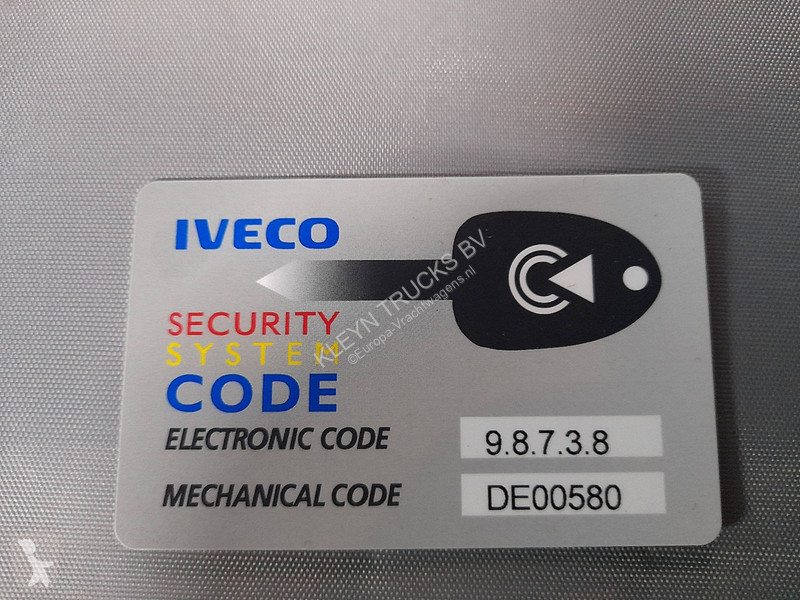 IVECO
SECURITY
SYSTEM
CODE
ELECTRONIC CODE 9.8.7.3.8
MECHANICAL CODE DE00580
KLEYN TRUCKS BV
©Europa-Vrachtwagens.nl